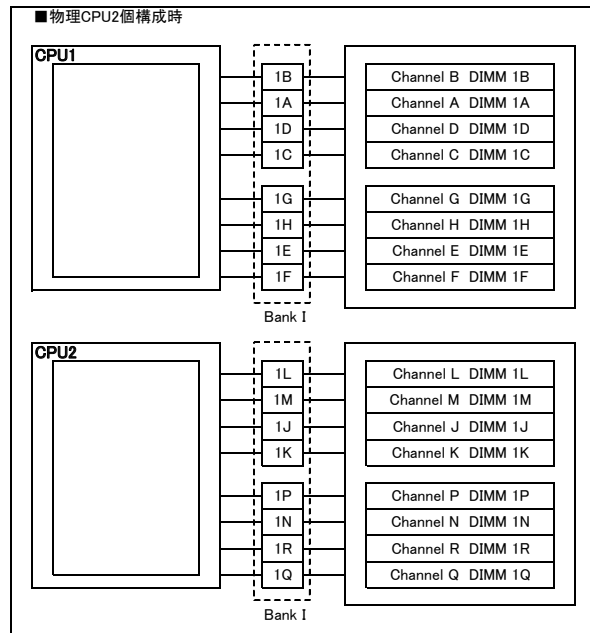 ■物理CPU2個構成時
CPU1
1B Channel B DIMM 1B
1A Channel A DIMM 1A
1D Channel D DIMM 1D
1C Channel C DIMM 1C
1G Channel G DIMM 1G
1H Channel H DIMM 1H
1E Channel E DIMM 1E
1F Channel F DIMM 1F
Bank I
CPU2
1L Channel L DIMM 1L
1M Channel M DIMM 1M
1J Channel J DIMM 1J
1K Channel K DIMM 1K
1P Channel P DIMM 1P
1N Channel N DIMM 1N
1R Channel R DIMM 1R
1Q Channel Q DIMM 1Q
Bank I